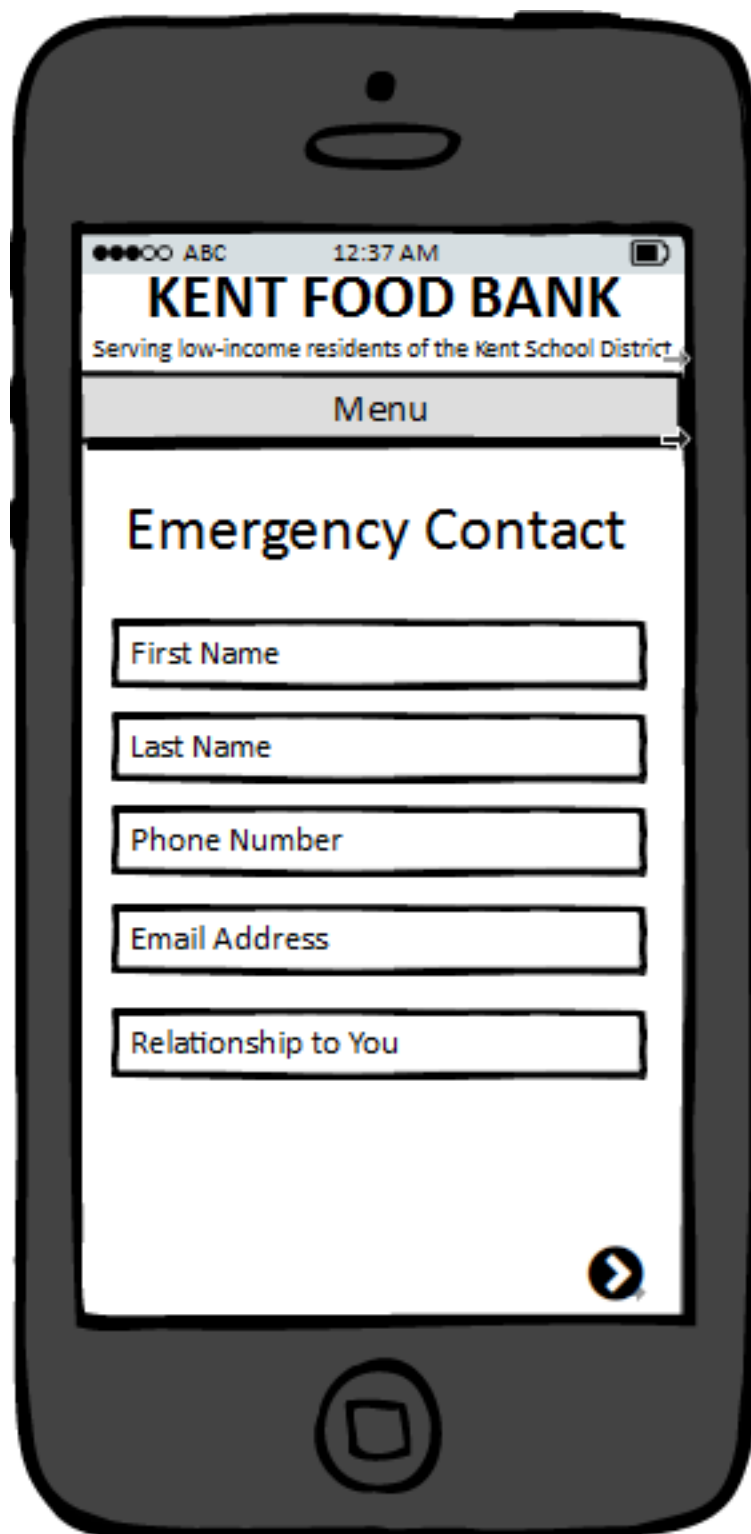 ABC 12:37 AM
KENT FOOD BANK
Serving low-income residents of the Kent School District
Menu
Emergency Contact
First Name
Last Name
Phone Number
Email Address
Relationship to You